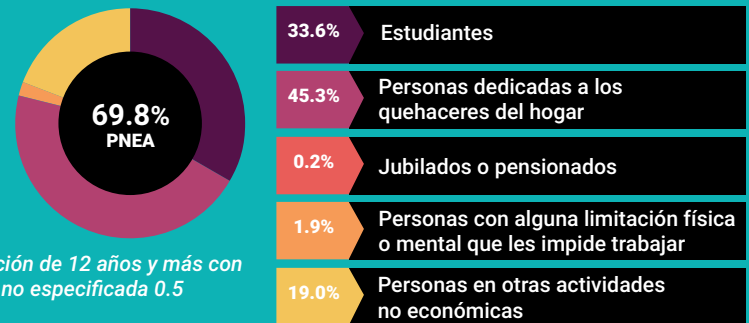 69.8%
PNEA
ción de 12 años y más con
no especificada 0.5
33.6%
Estudiantes
45.3%
Personas dedicadas a los
quehaceres del hogar
0.2%
Jubilados o pensionados
1.9%
Personas con alguna limitación física
o mental que les impide trabajar
19.0%
Personas en otras actividades
no económicas